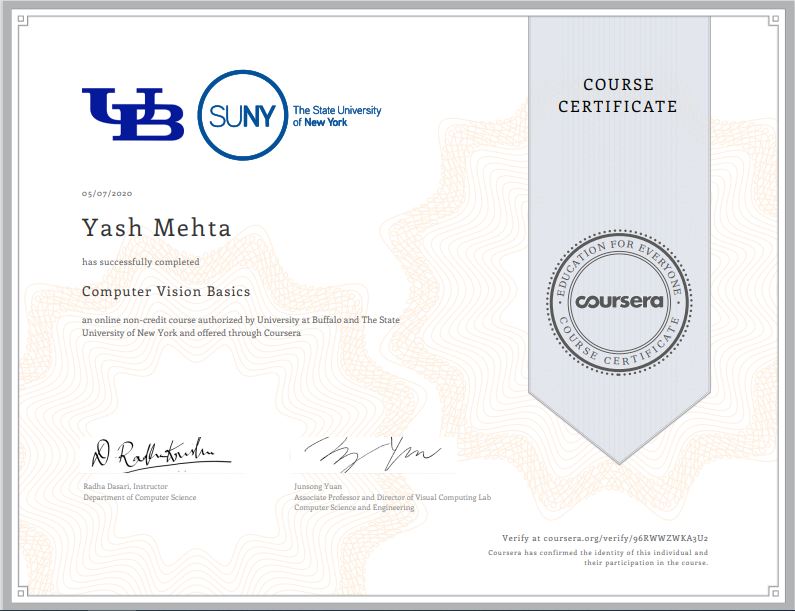 UB
SUNY
The State University
of New York
COURSE
CERTIFICATE
05/07/2020
Yash Mehta
has successfully completed
Computer Vision Basics
an online non-credit course authorized by University at Buffalo and The State
University of New York and offered through Coursera
EDUCATION FOR EVERYONE
coursera
COURSE CERTIFICATE
D Radhakrishna
Radha Dasari, Instructor
Department of Computer Science
Junsong Yuan
Associate Professor and Director of Visual Computing Lab
Computer Science and Engineering
Verify at coursera.org/verify/96RWWZWKA3U2
Coursera has confirmed the identity of this individual and
their participation in the course.